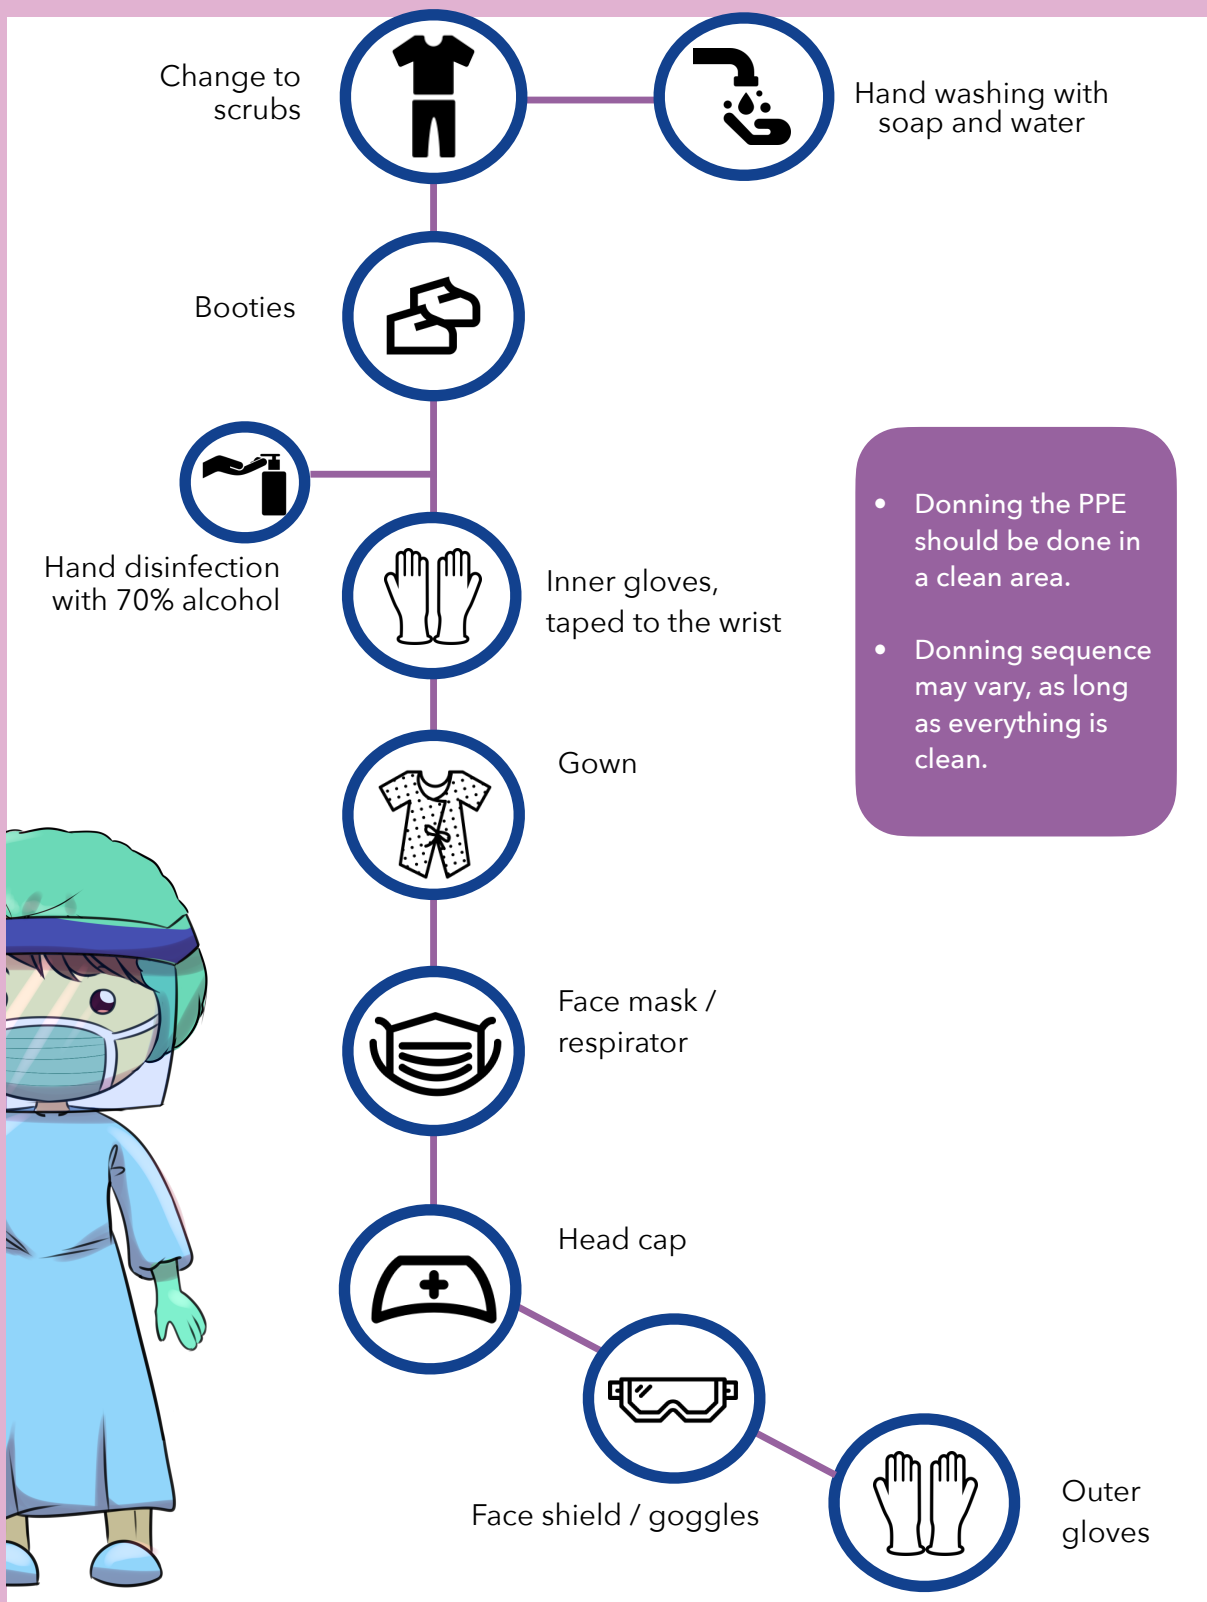 Change to
scrubs
Hand washing with
soap and water
Booties
Hand disinfection
with 70% alcohol
Inner gloves,
taped to the wrist
• Donning the PPE
should be done in
a clean area.
• Donning sequence
may vary, as long
as everything is
clean.
Gown
Face mask /
respirator
Head cap
Face shield / goggles
Outer
gloves